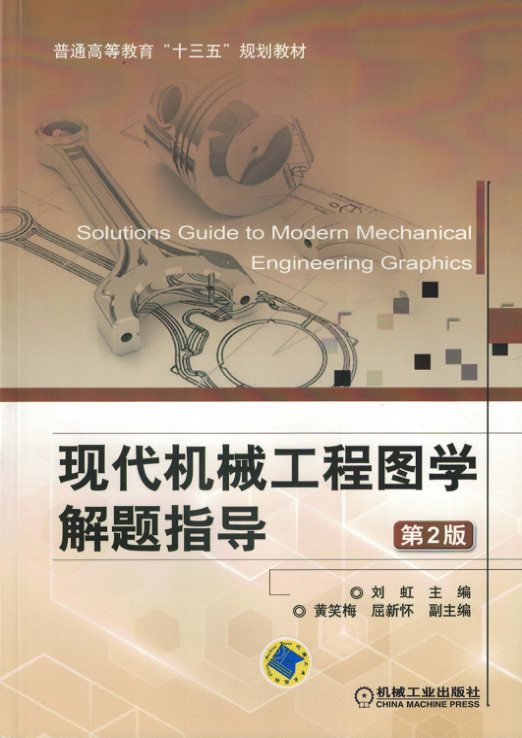 普通高等教育“十三五”规划教材
Solutions Guide to Modern Mechanical
Engineering Graphics
现代机械工程图学
解题指导
第2版
◎ 刘 虹 主 编
◎ 黄笑梅 屈新怀 副主编
机械工业出版社
CHINA MACHINE PRESS